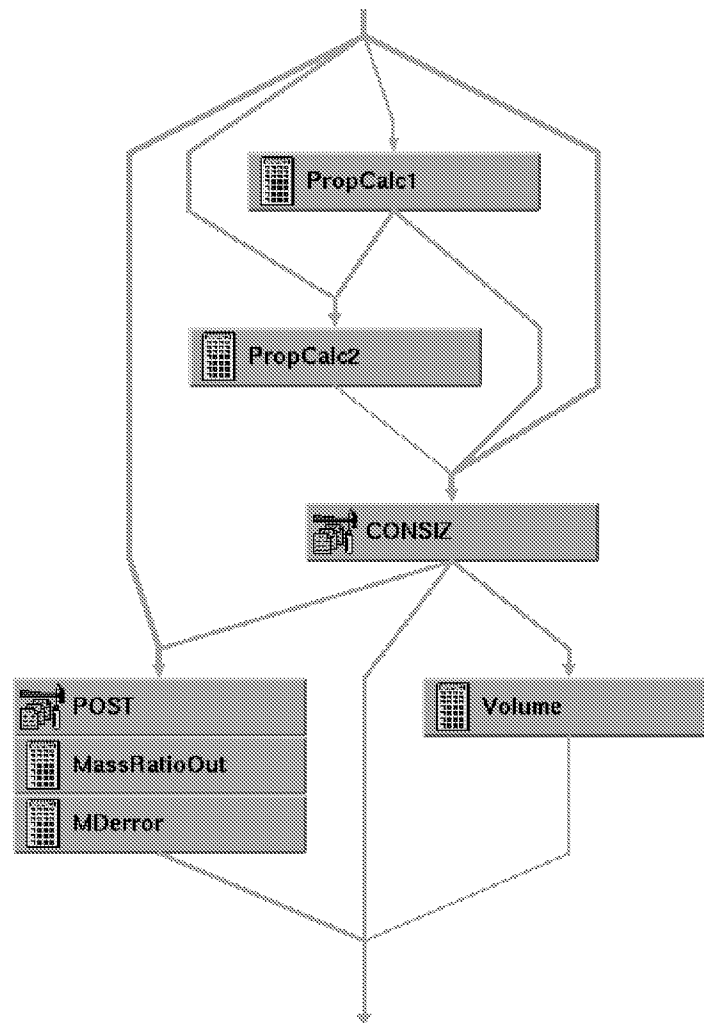 PropCalc1
PropCalc2
CONSIZ
POST
Volume
MassRatioOut
MDerror